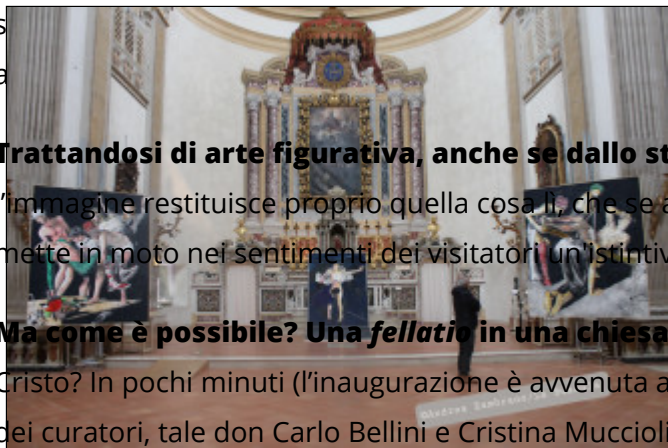 s
a
Trattandosi di arte figurativa, anche se dallo st
l'immagine restituisce proprio quella cosa lì, che se a
mette in moto nei sentimenti dei visitatori un'istintiv
Ma come è possibile? Una fellatio in una chiesa
Cristo? In pochi minuti (l’inaugurazione è avvenuta a
dei curatori, tale don Carlo Bellini e Cristina Mucciol